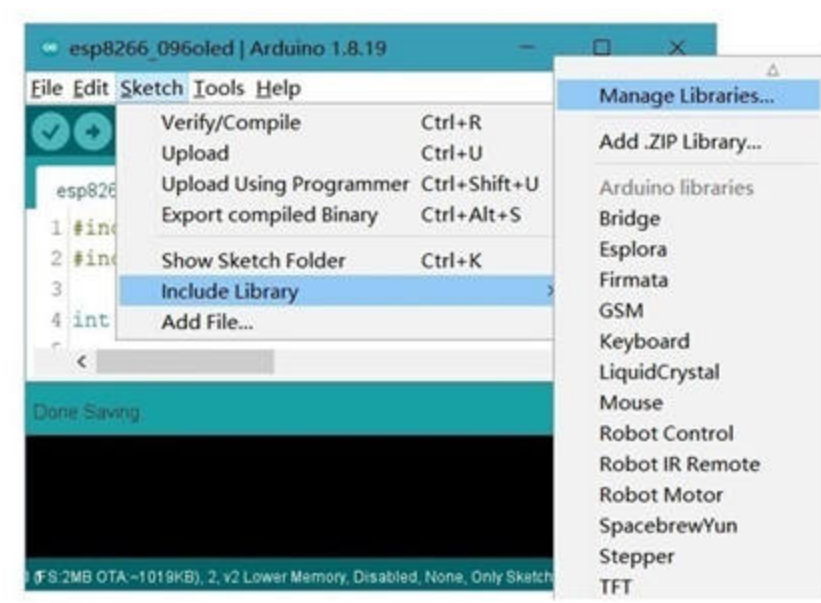 esp8266_096oled | Arduino 1.8.19
File Edit Sketch Tools Help
Verify/Compile Ctrl+R
Upload Ctrl+U
Upload Using Programmer Ctrl+Shift+U
Export compiled Binary Ctrl+Alt+S
Show Sketch Folder Ctrl+K
Include Library
Add File...
esp826
1 #inc
2 #inc
3
4 int
Done Saving
(FS:2MB OTA:~1019KB), 2, v2 Lower Memory, Disabled, None, Only Sketch
Manage Libraries...
Add .ZIP Library...
Arduino libraries
Bridge
Esplora
Firmata
GSM
Keyboard
LiquidCrystal
Mouse
Robot Control
Robot IR Remote
Robot Motor
SpacebrewYun
Stepper
TFT